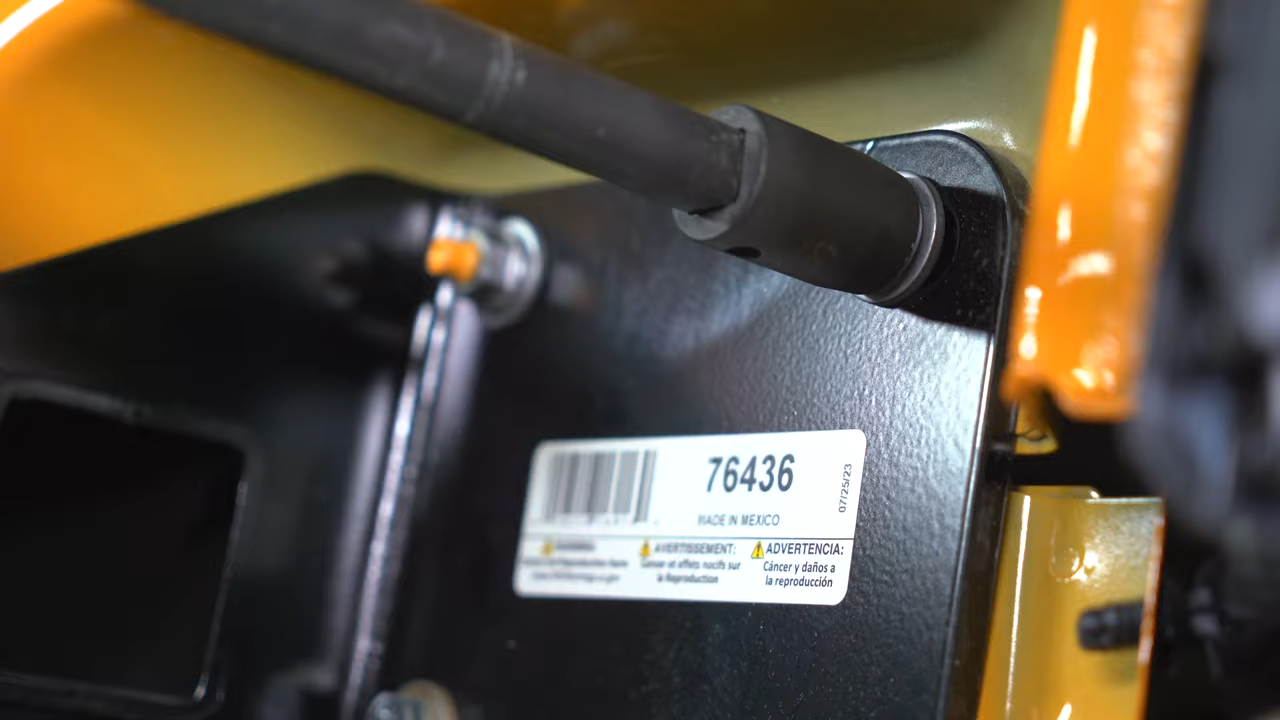 76436
07/25/23
MADE IN MEXICO
AVERTISSEMENT:
Cancer et effets nocifs sur
la Reproduction
ADVERTENCIA:
Cáncer y daños a
la reproducción